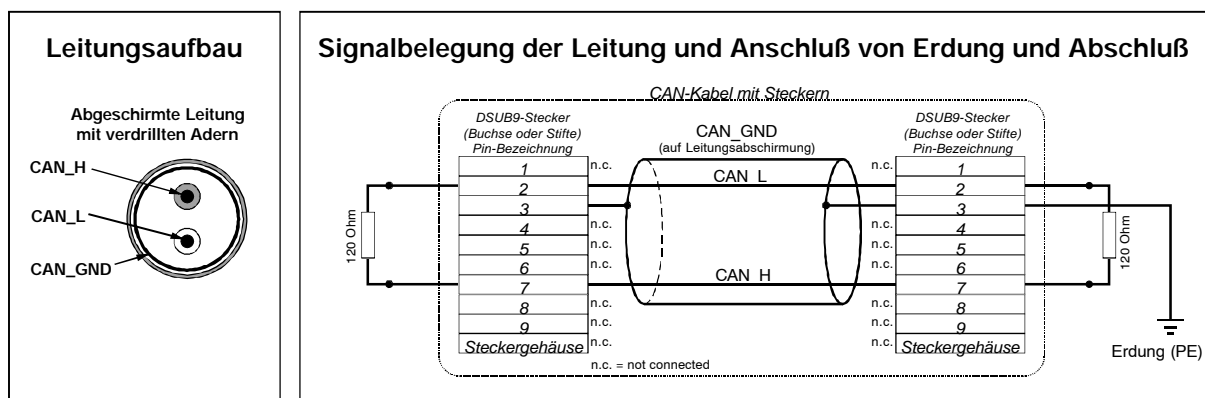 Leitungsaufbau
Abgeschirmte Leitung
mit verdrillten Adern
CAN_H
CAN_L
CAN_GND
Signalbelegung der Leitung und Anschluß von Erdung und Abschluß
CAN-Kabel mit Steckern
DSUB9-Stecker
(Buchse oder Stifte)
Pin-Bezeichnung
CAN_GND
(auf Leitungsabschirmung)
DSUB9-Stecker
(Buchse oder Stifte)
Pin-Bezeichnung
1 n.c. n.c. 1
2 CAN_L 2
3 3
4 n.c. n.c. 4
5 n.c. n.c. 5
6 n.c. n.c. 6
7 CAN_H 7
8 n.c. n.c. 8
9 n.c. n.c. 9
Steckergehäuse n.c. n.c. Steckergehäuse
120 Ohm
120 Ohm
n.c. = not connected
Erdung (PE)